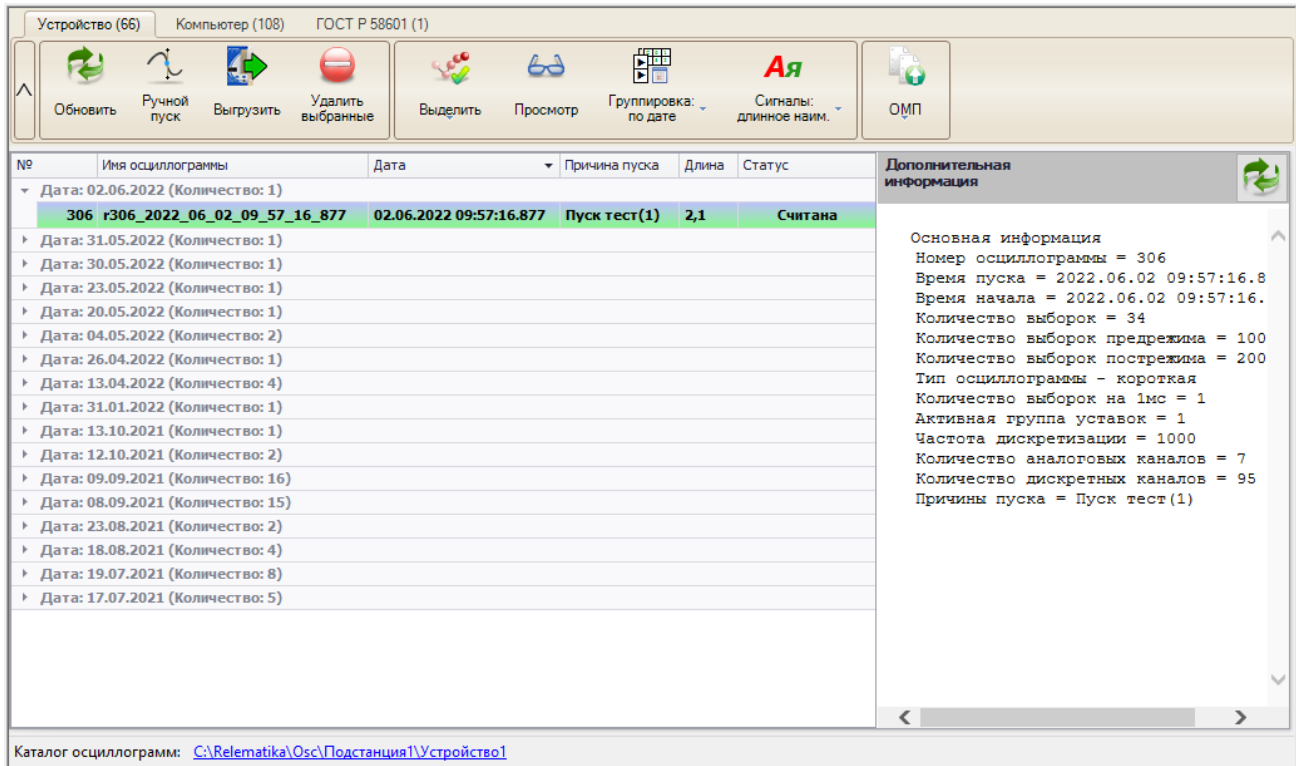 Устройство (66) Компьютер (108) ГОСТ Р 58601 (1)
Обновить Ручной пуск Выгрузить Удалить выбранные Выделить Просмотр Группировка: по дате Ая Сигналы: длинное наим. ОМП
№ Имя осциллограммы Дата Причина пуска Длина Статус
Дата: 02.06.2022 (Количество: 1)
306 r306_2022_06_02_09_57_16_877 02.06.2022 09:57:16.877 Пуск тест(1) 2,1 Считана
Дата: 31.05.2022 (Количество: 1)
Дата: 30.05.2022 (Количество: 1)
Дата: 23.05.2022 (Количество: 1)
Дата: 20.05.2022 (Количество: 1)
Дата: 04.05.2022 (Количество: 2)
Дата: 26.04.2022 (Количество: 1)
Дата: 13.04.2022 (Количество: 4)
Дата: 31.01.2022 (Количество: 1)
Дата: 13.10.2021 (Количество: 1)
Дата: 12.10.2021 (Количество: 2)
Дата: 09.09.2021 (Количество: 16)
Дата: 08.09.2021 (Количество: 15)
Дата: 23.08.2021 (Количество: 2)
Дата: 18.08.2021 (Количество: 4)
Дата: 19.07.2021 (Количество: 8)
Дата: 17.07.2021 (Количество: 5)
Дополнительная
информация
Основная информация
Номер осциллограммы = 306
Время пуска = 2022.06.02 09:57:16.8
Время начала = 2022.06.02 09:57:16.
Количество выборок = 34
Количество выборок предрежима = 100
Количество выборок построежима = 200
Тип осциллограммы - короткая
Количество выборок на 1мс = 1
Активная группа уставок = 1
Частота дискретизации = 1000
Количество аналоговых каналов = 7
Количество дискретных каналов = 95
Причины пуска = Пуск тест(1)
Каталог осциллограмм: C:\Relematika\Osc\Подстанция1\Устройство1